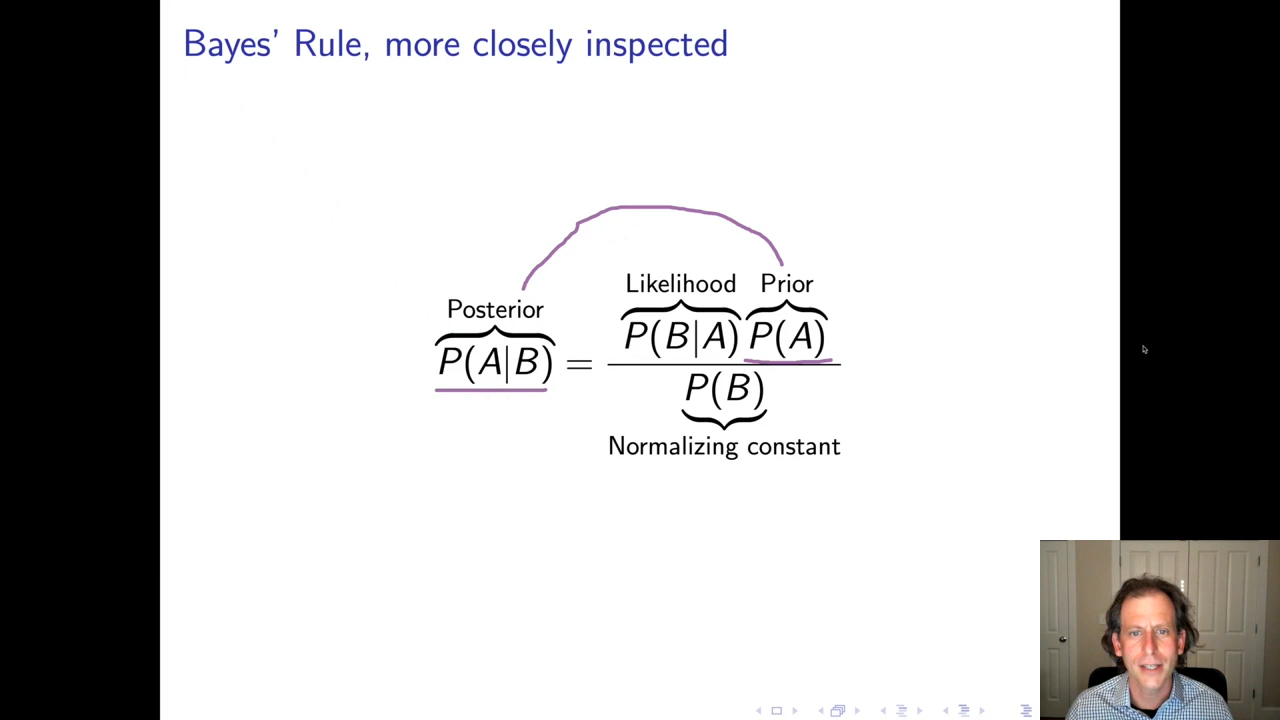 Bayes' Rule, more closely inspected
Likelihood Prior
Posterior
P(A|B) = P(B|A) P(A)
P(B)
Normalizing constant